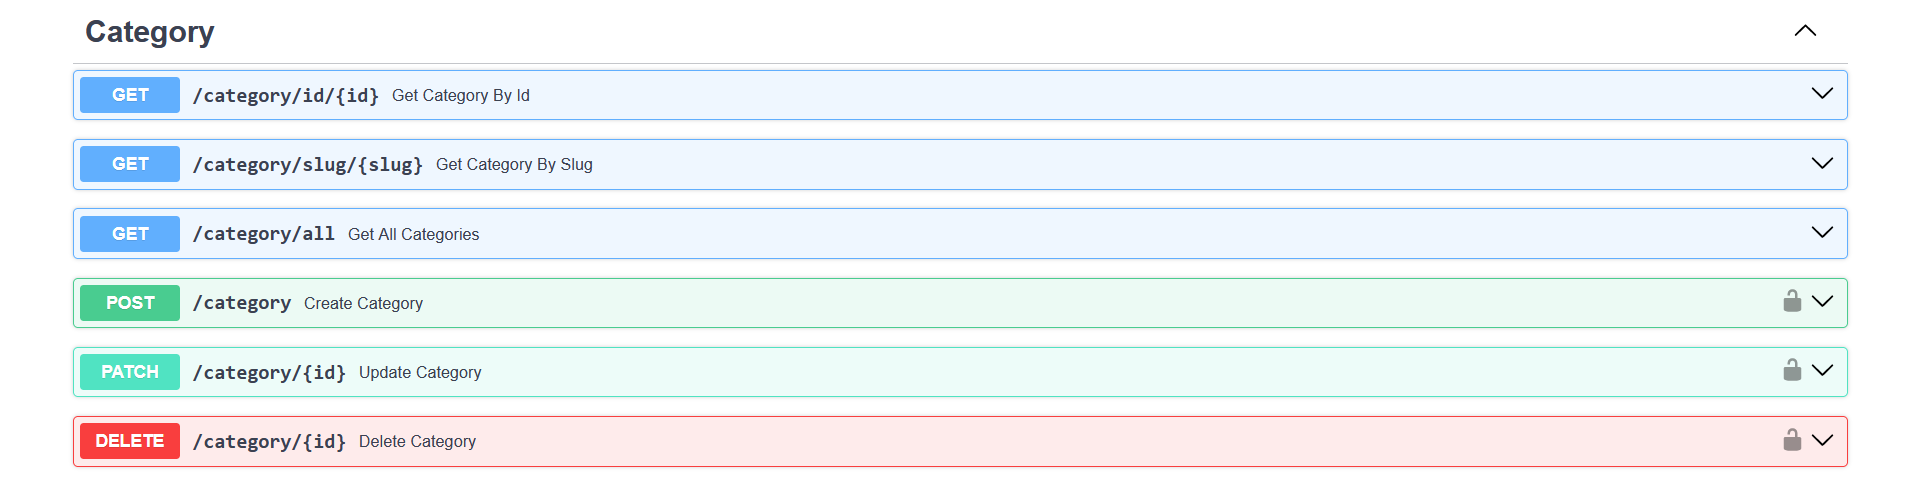 Category
GET /category/id/{id} Get Category By Id
GET /category/slug/{slug} Get Category By Slug
GET /category/all Get All Categories
POST /category Create Category
PATCH /category/{id} Update Category
DELETE /category/{id} Delete Category